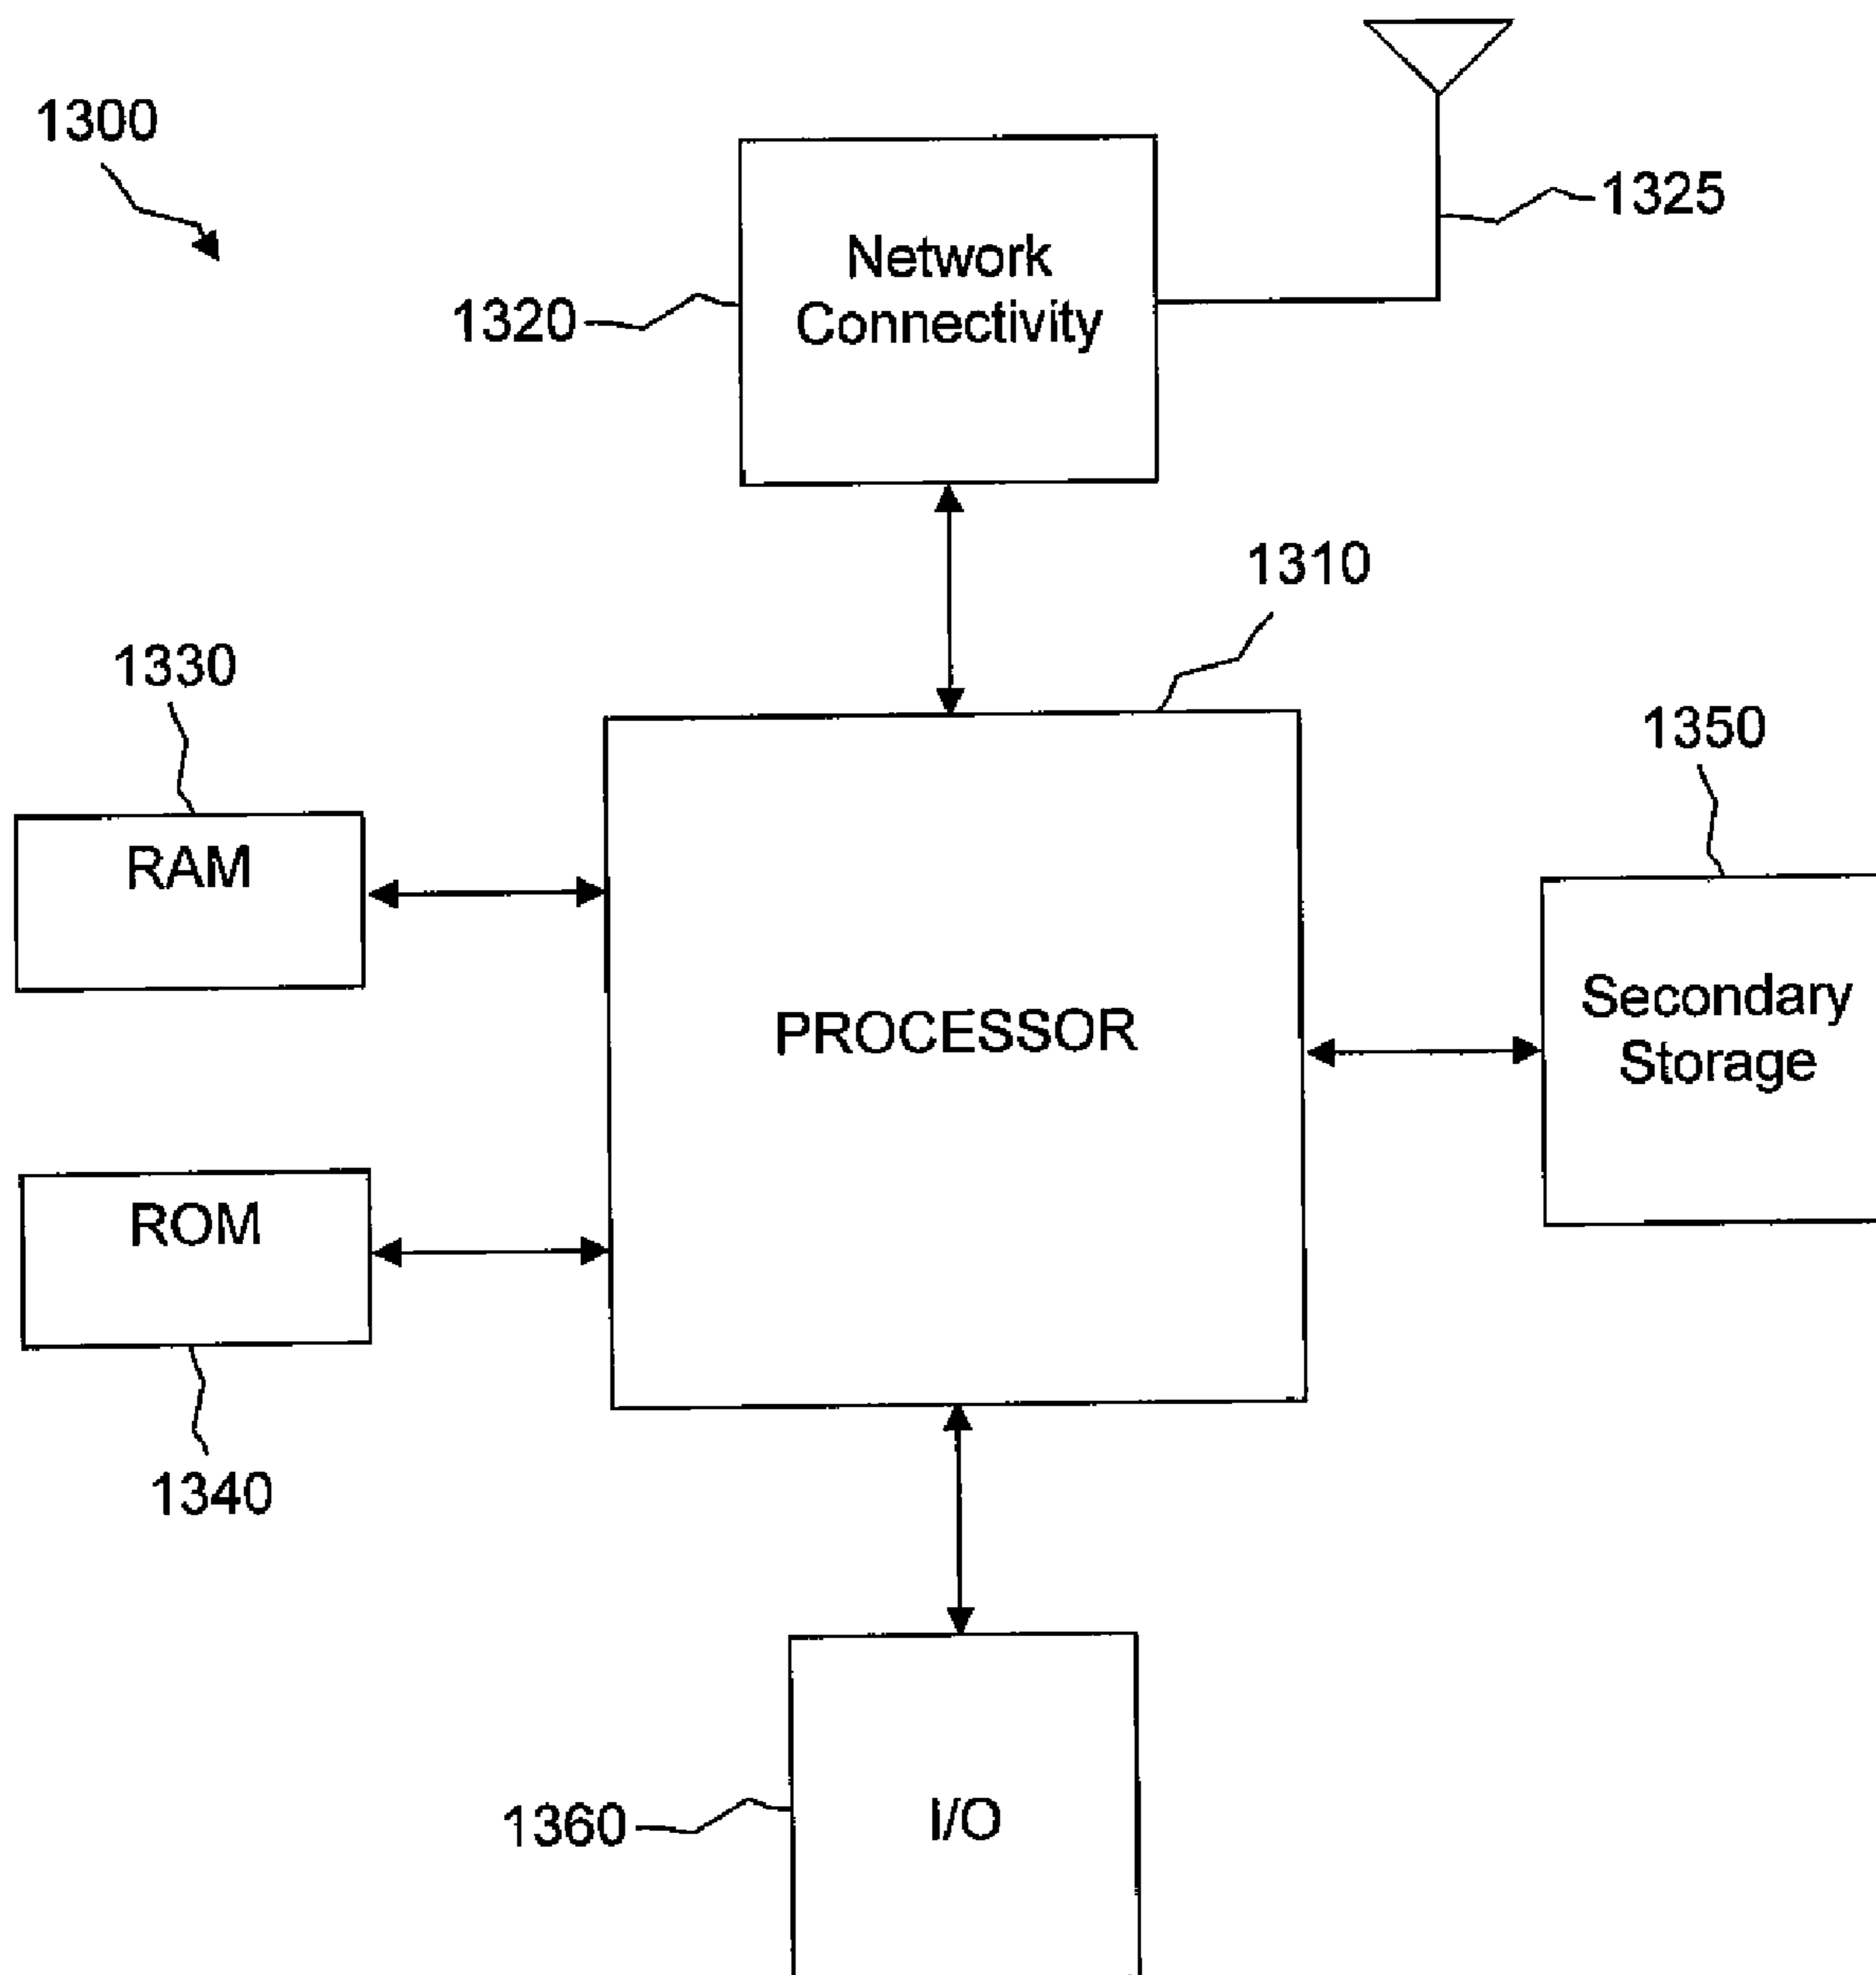 1300
1325
Network
Connectivity
1320
1310
1330
1350
RAM
Secondary
Storage
PROCESSOR
ROM
1340
1360
I/O